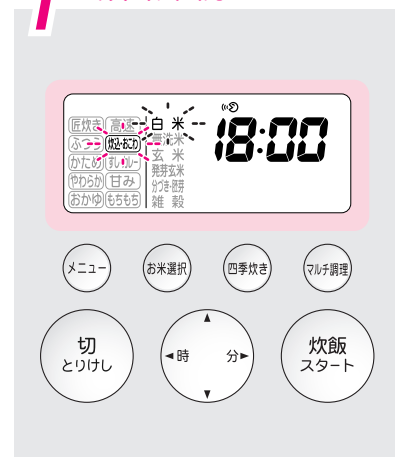 1
匠炊き 高速 白米
ふつう 炊込・おこわ 無洗米
かため すし・カレー 玄米
やわらか 甘み 発芽玄米
おかゆ もちもち 分づき・胚芽
雑穀
18:00
メニュー お米選択 四季炊き マルチ調理
切
とりけし
時 分
炊飯
スタート